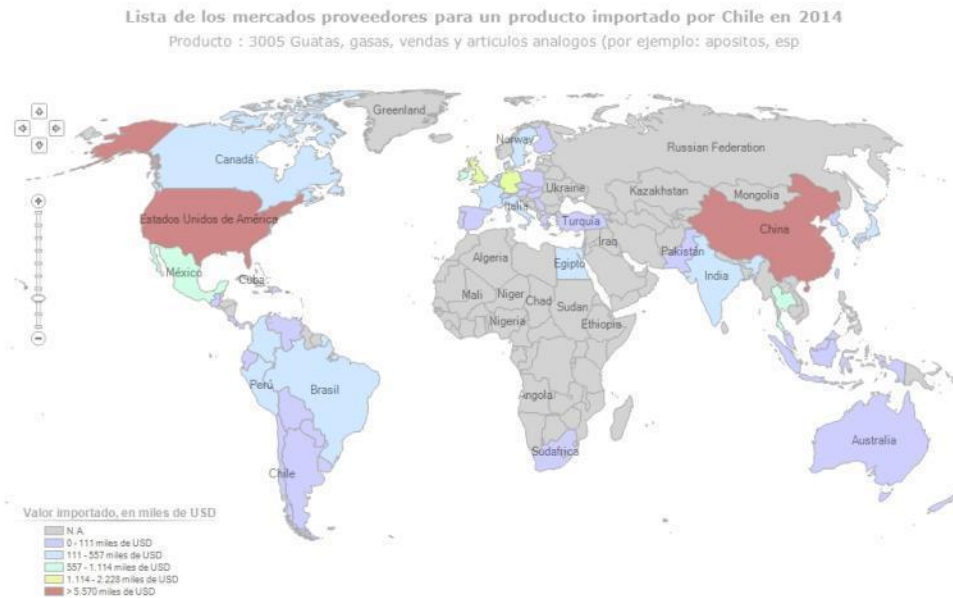 Lista de los mercados proveedores para un producto importado por Chile en 2014
Producto : 3005 Guatas, gasas, vendas y articulos analogos (por ejemplo: apositos, esp
Greenland
Norway
Russian Federation
Canadá
Ukraine
Kazakhstan
Mongolia
Italia
Estados Unidos de América
Turquía
China
Iraq
Pakistán
Algeria
Egipto
India
México
Cuba
Mali
Niger
Chad
Sudan
Nigeria
Ethiopia
Perú
Brasil
Angola
Australia
Sudafrica
Chile
Valor importado, en miles de USD
N.A.
0 - 111 miles de USD
111 - 557 miles de USD
557 - 1.114 miles de USD
1.114 - 2.228 miles de USD
> 5.570 miles de USD